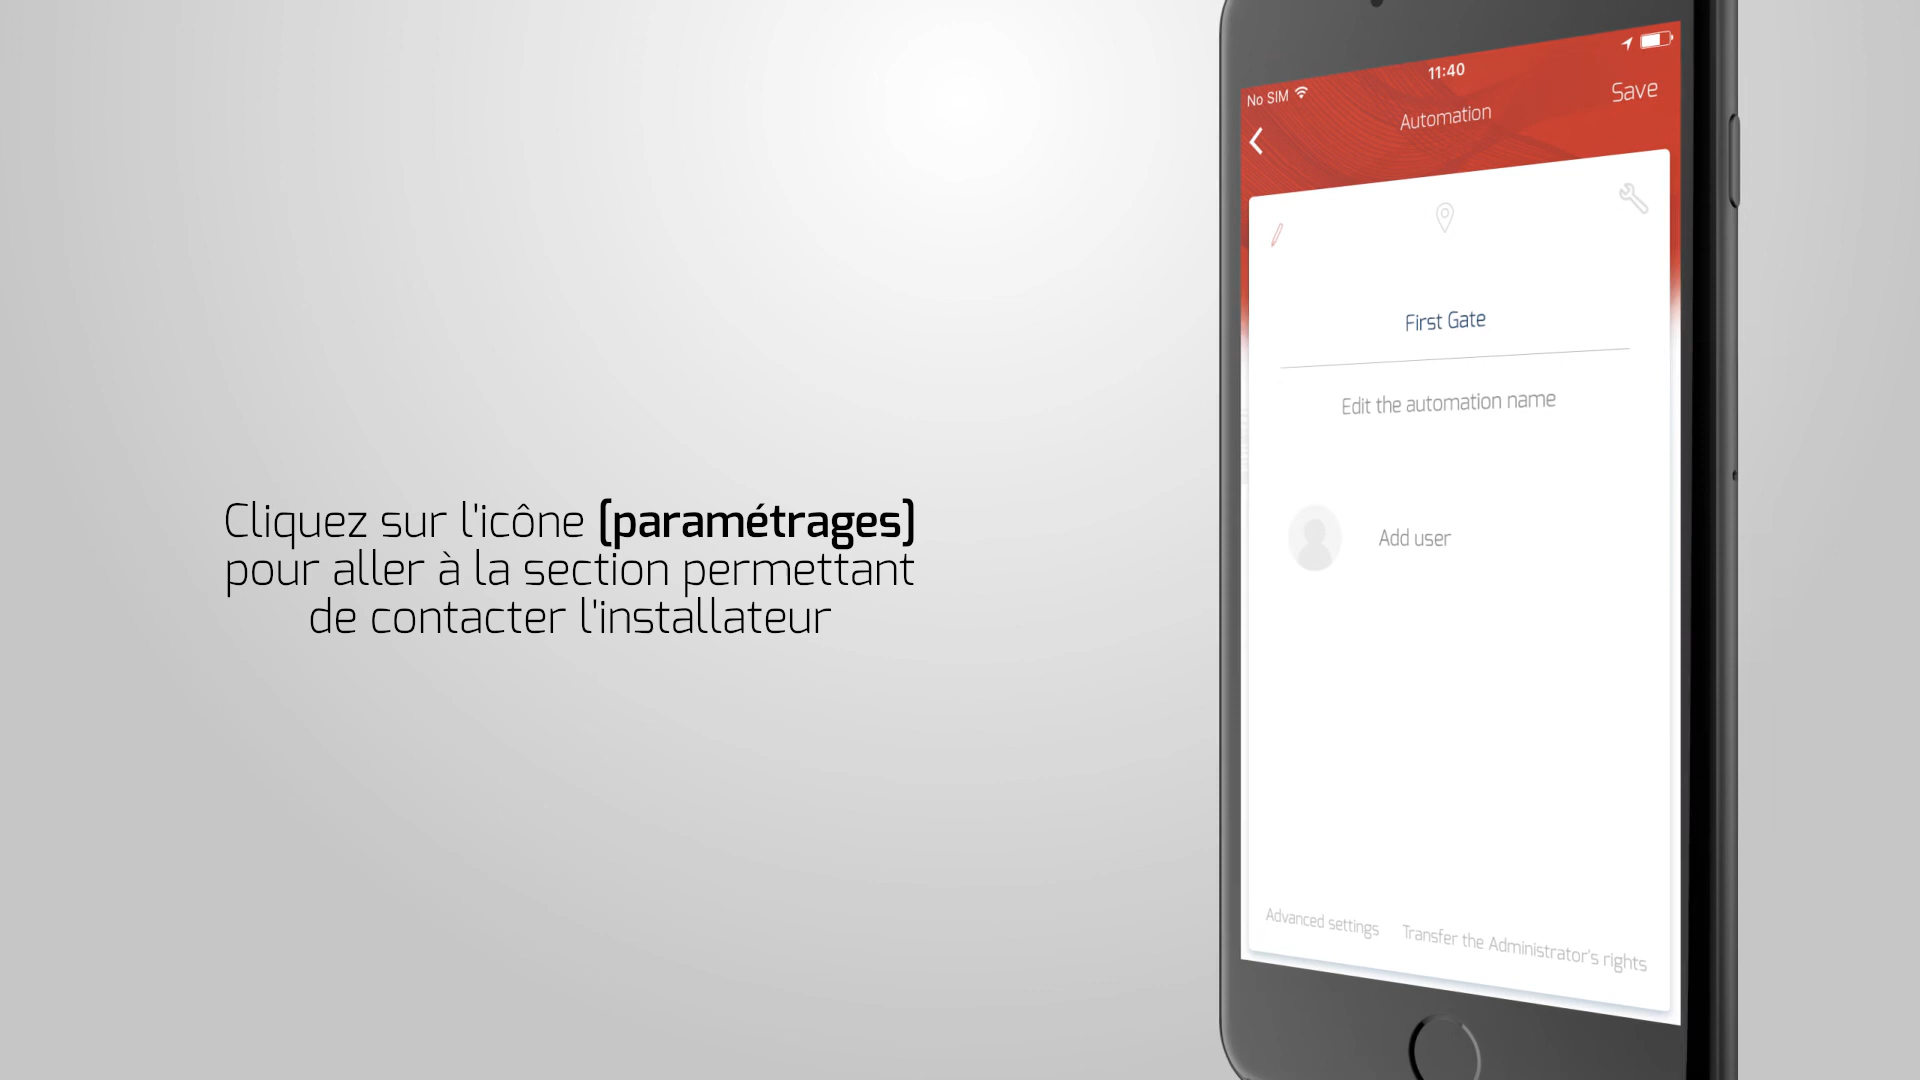 Cliquez sur l'icône [paramétrages]
pour aller à la section permettant
de contacter l'installateur
No SIM
11:40
Automation
Save
First Gate
Edit the automation name
Add user
Advanced settings
Transfer the Administrator's rights